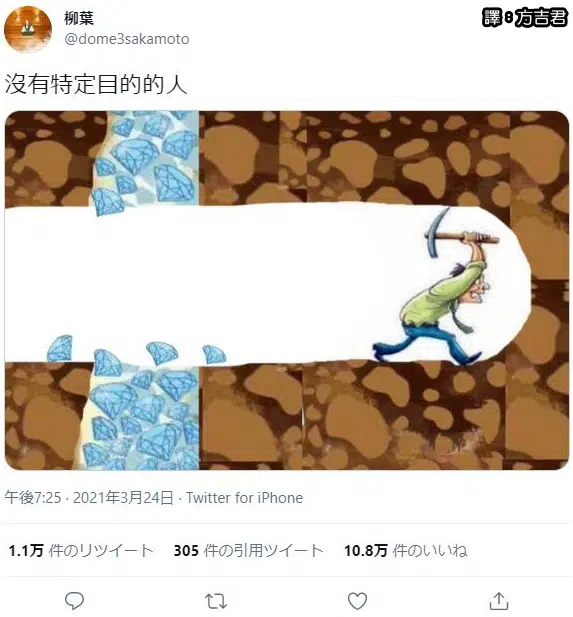 譯8方吉君
柳葉
@dome3sakamoto
沒有特定目的的人
午後7:25 · 2021年3月24日 · Twitter for iPhone
1.1万 件のリツイート 305 件の引用ツイート 10.8万 件のいいね